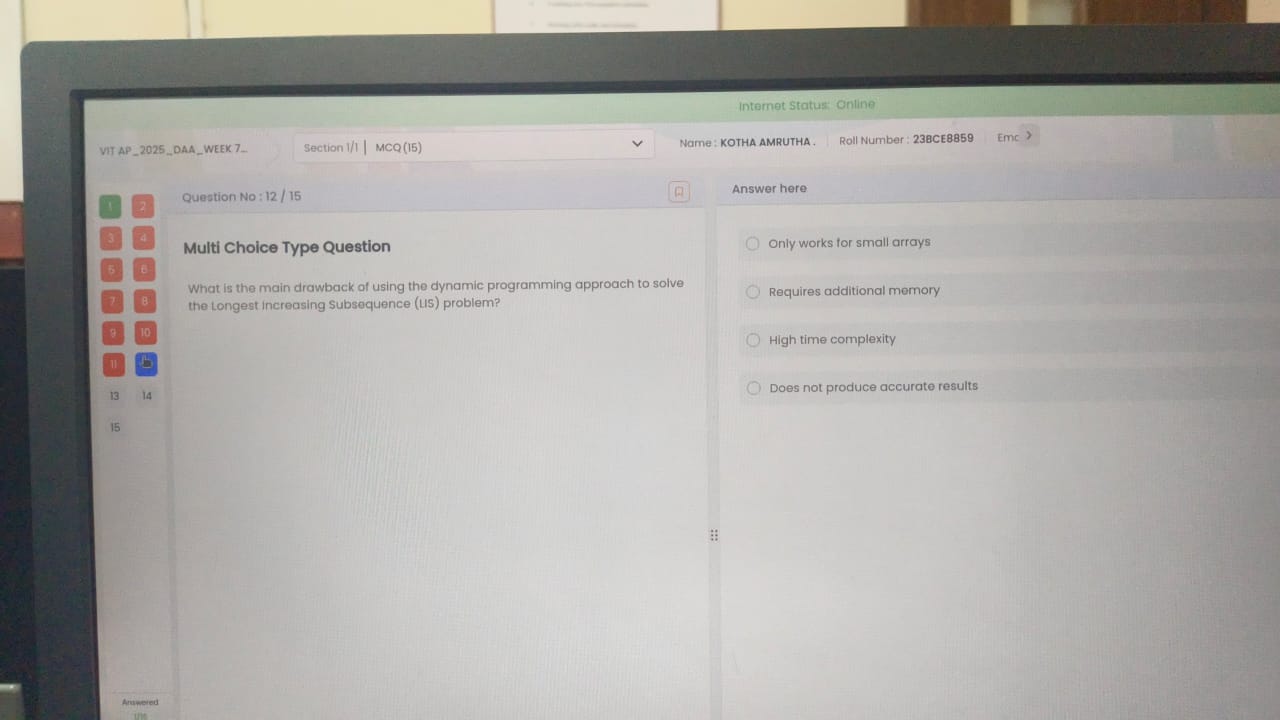 Internet Status: Online
VIT AP_2025_DAA_WEEK 7...
Section 1/1 | MCQ (15)
Name : KOTHA AMRUTHA .
Roll Number : 23BCE8859
Emc >
1 2
3 4
5 6
7 8
9 10
11
13 14
15
Question No : 12 / 15
Multi Choice Type Question
What is the main drawback of using the dynamic programming approach to solve
the Longest Increasing Subsequence (LIS) problem?
Answer here
Only works for small arrays
Requires additional memory
High time complexity
Does not produce accurate results
Answered